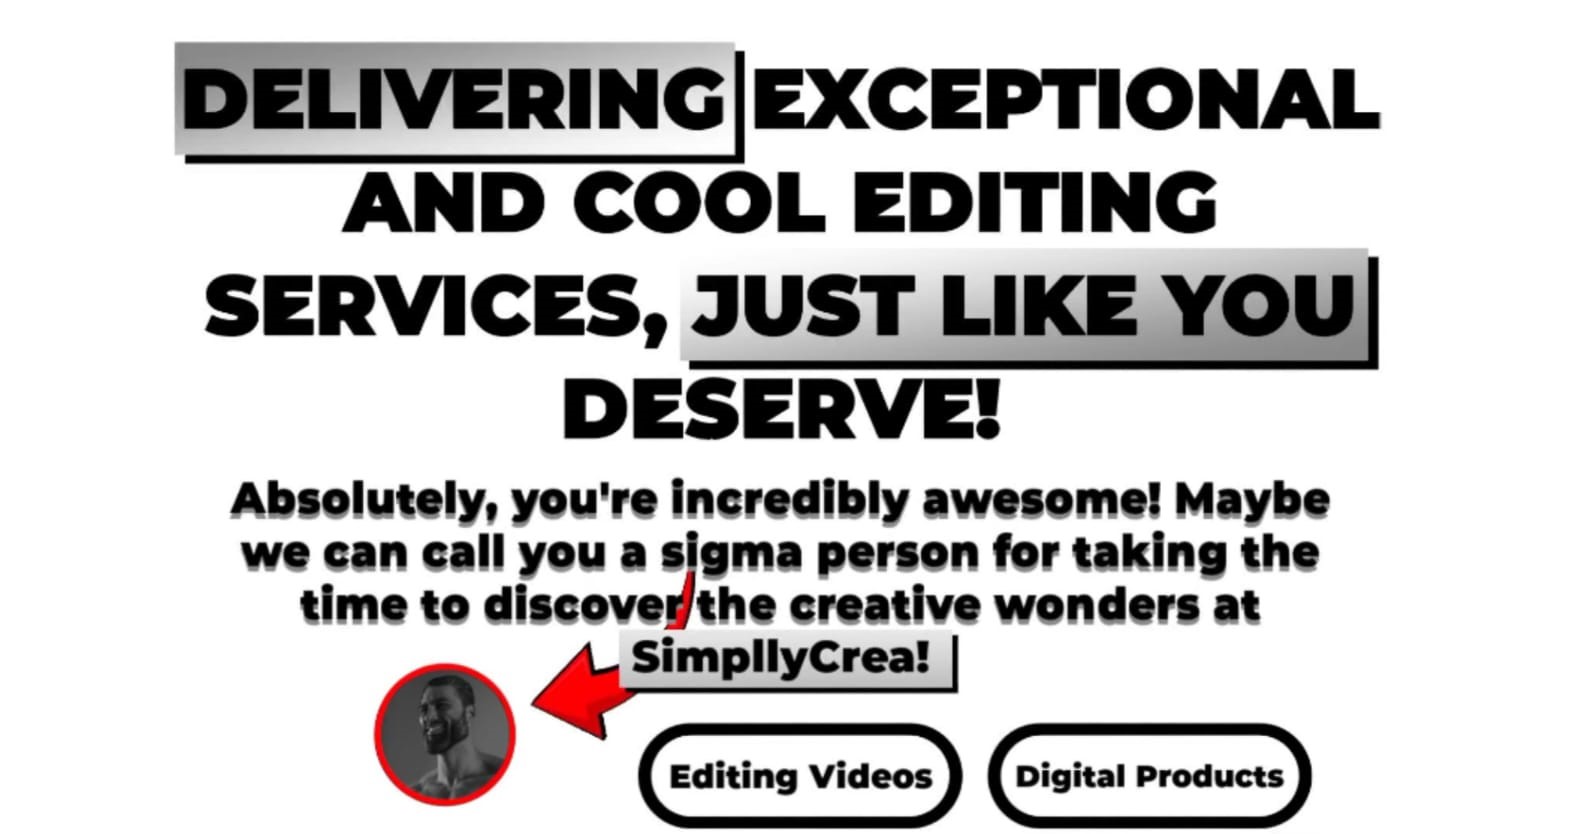 DELIVERING EXCEPTIONAL
AND COOL EDITING
SERVICES, JUST LIKE YOU
DESERVE!
Absolutely, you're incredibly awesome! Maybe
we can call you a sigma person for taking the
time to discover the creative wonders at
SimpllyCrea!
Editing Videos
Digital Products